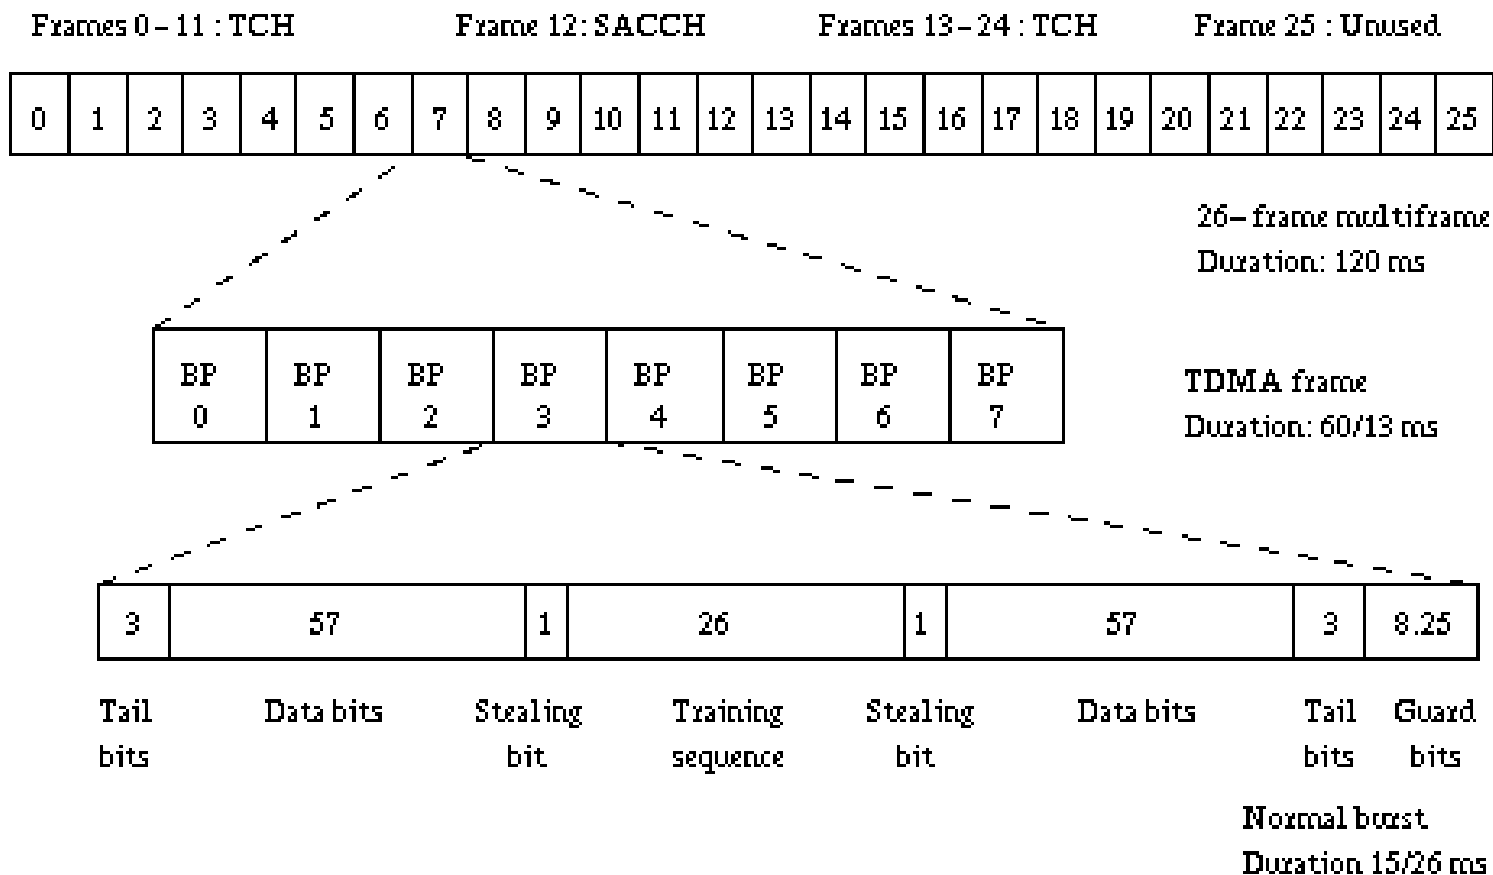 Frames 0 – 11 : TCH Frame 12: SACCH Frames 13 – 24 : TCH Frame 25 : Unused
0 1 2 3 4 5 6 7 8 9 10 11 12 13 14 15 16 17 18 19 20 21 22 23 24 25
26– frame multiframe
Duration: 120 ms
BP BP BP BP BP BP BP BP
0 1 2 3 4 5 6 7
TDMA frame
Duration: 60/13 ms
3 57 1 26 1 57 3 8.25
Tail Data bits Stealing Training Stealing Data bits Tail Guard
bits bit sequence bit bits bits
Normal burst
Duration 15/26 ms